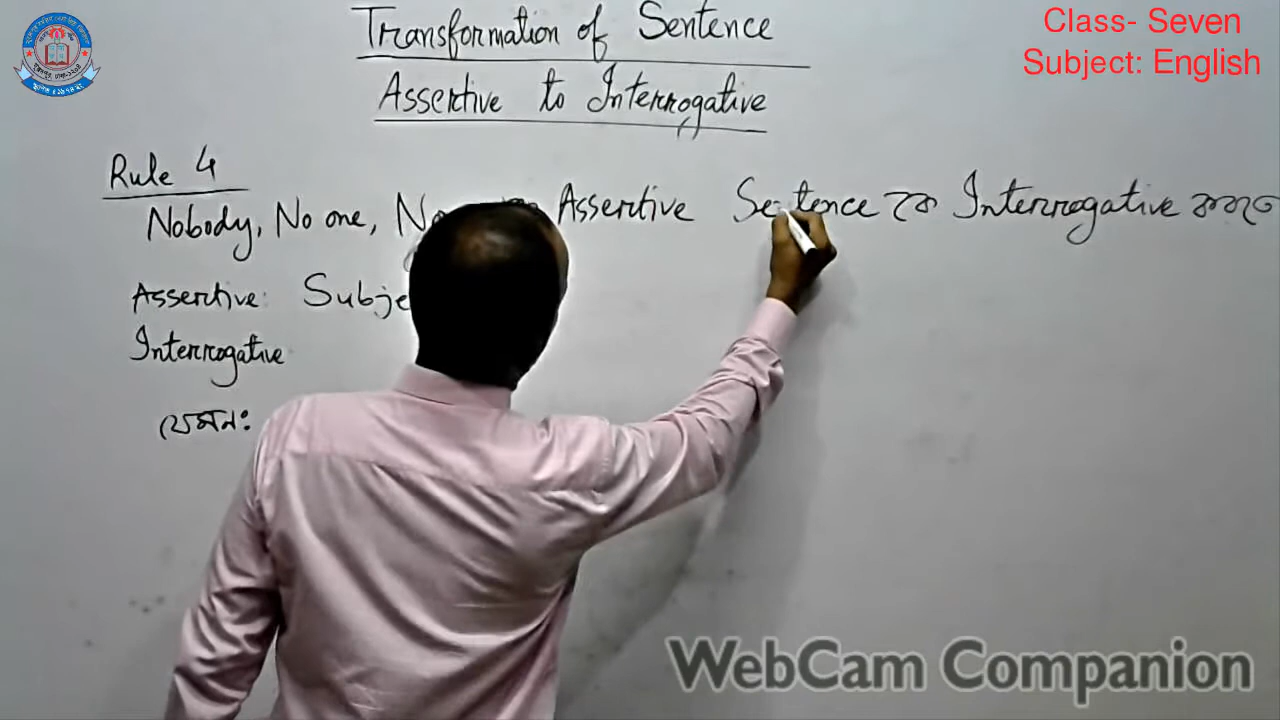 Class- Seven
Subject: English
Transformation of Sentence
Assertive to Interrogative
Rule 4
Nobody, No one, Assertive Sentence কে Interrogative করতে
Assertive: Subje
Interrogative
যেমন:
WebCam Companion